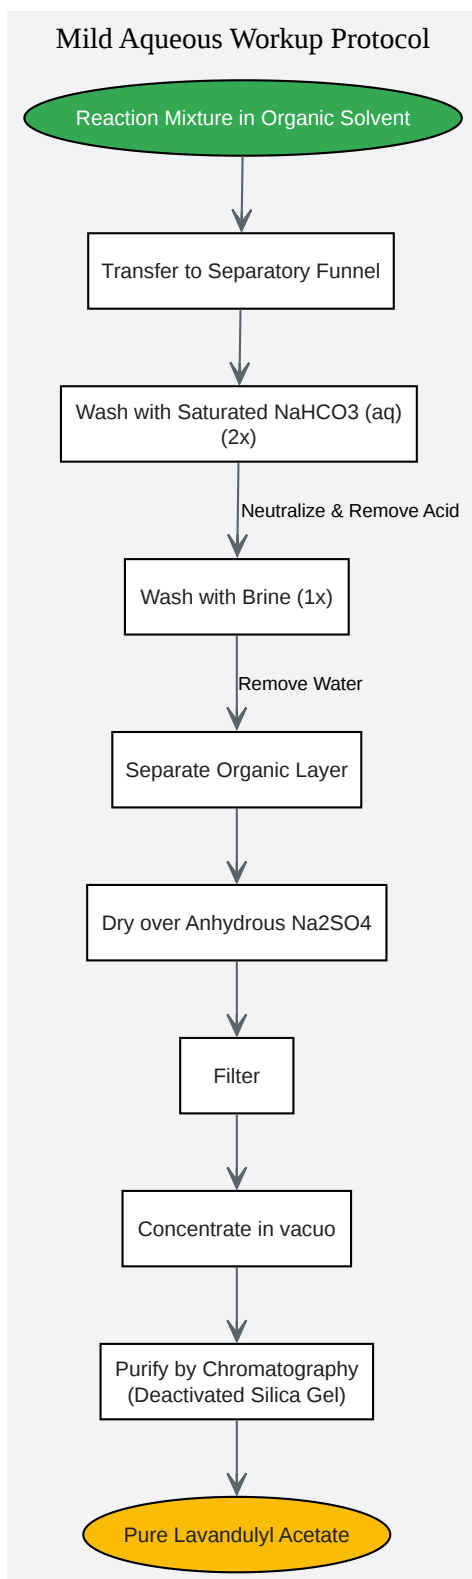 Mild Aqueous Workup Protocol
Reaction Mixture in Organic Solvent
Transfer to Separatory Funnel
Wash with Saturated NaHCO3 (aq)
(2x)
Neutralize & Remove Acid
Wash with Brine (1x)
Remove Water
Separate Organic Layer
Dry over Anhydrous Na2SO4
Filter
Concentrate in vacuo
Purify by Chromatography
(Deactivated Silica Gel)
Pure Lavandulyl Acetate